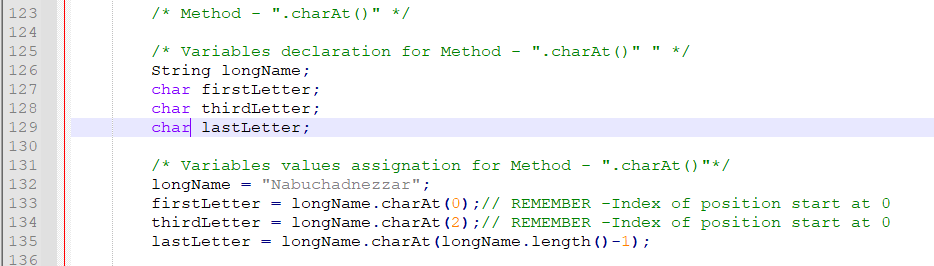 123 /* Method - ".charAt()" */
124
125 /* Variables declaration for Method - ".charAt()" " */
126 String longName;
127 char firstLetter;
128 char thirdLetter;
129 char lastLetter;
130
131 /* Variables values assignation for Method - ".charAt()"*/
132 longName = "Nabuchadnezzar";
133 firstLetter = longName.charAt(0);// REMEMBER -Index of position start at 0
134 thirdLetter = longName.charAt(2);// REMEMBER -Index of position start at 0
135 lastLetter = longName.charAt(longName.length()-1);
136